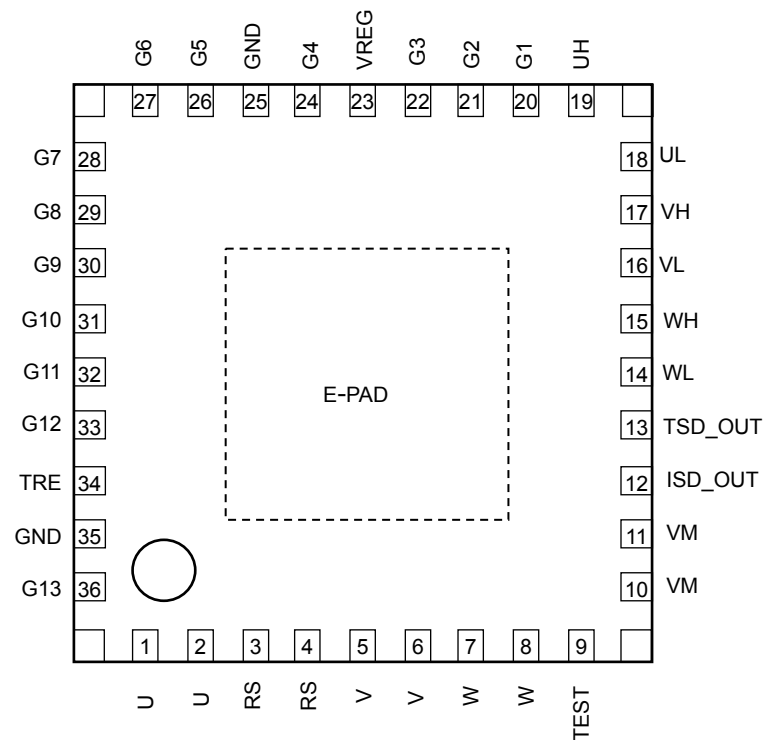 G6 G5 GND G4 VREG G3 G2 G1 UH
27 26 25 24 23 22 21 20 19
G7 28 18 UL
G8 29 17 VH
G9 30 16 VL
G10 31 15 WH
G11 32 14 WL
E-PAD
G12 33 13 TSD_OUT
TRE 34 12 ISD_OUT
GND 35 11 VM
G13 36 10 VM
1 2 3 4 5 6 7 8 9
U U RS RS V V W W TEST